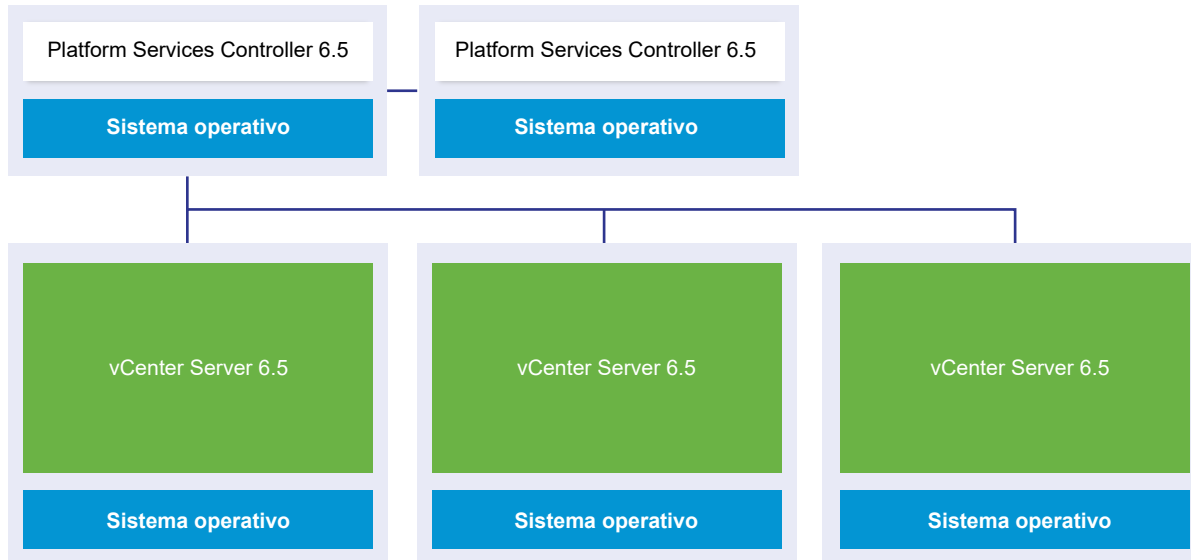 Platform Services Controller 6.5
Platform Services Controller 6.5
Sistema operativo
Sistema operativo
vCenter Server 6.5
vCenter Server 6.5
vCenter Server 6.5
Sistema operativo
Sistema operativo
Sistema operativo